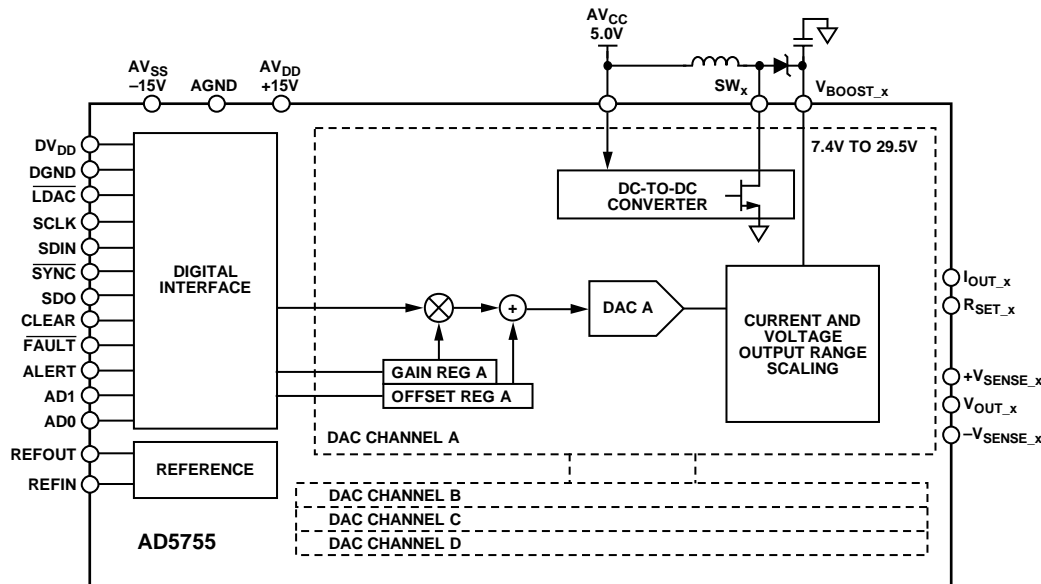 AVCC
5.0V
AVSS
–15V
AGND
AVDD
+15V
SWx
VBOOST_x
DVDD
DGND
LDAC
SCLK
SDIN
SYNC
SDO
CLEAR
FAULT
ALERT
AD1
AD0
REFOUT
REFIN
DIGITAL
INTERFACE
REFERENCE
7.4V TO 29.5V
DC-TO-DC
CONVERTER
+
DAC A
CURRENT AND
VOLTAGE
OUTPUT RANGE
SCALING
GAIN REG A
OFFSET REG A
DAC CHANNEL A
IOUT_x
RSET_x
+VSENSE_x
VOUT_x
–VSENSE_x
DAC CHANNEL B
DAC CHANNEL C
DAC CHANNEL D
AD5755